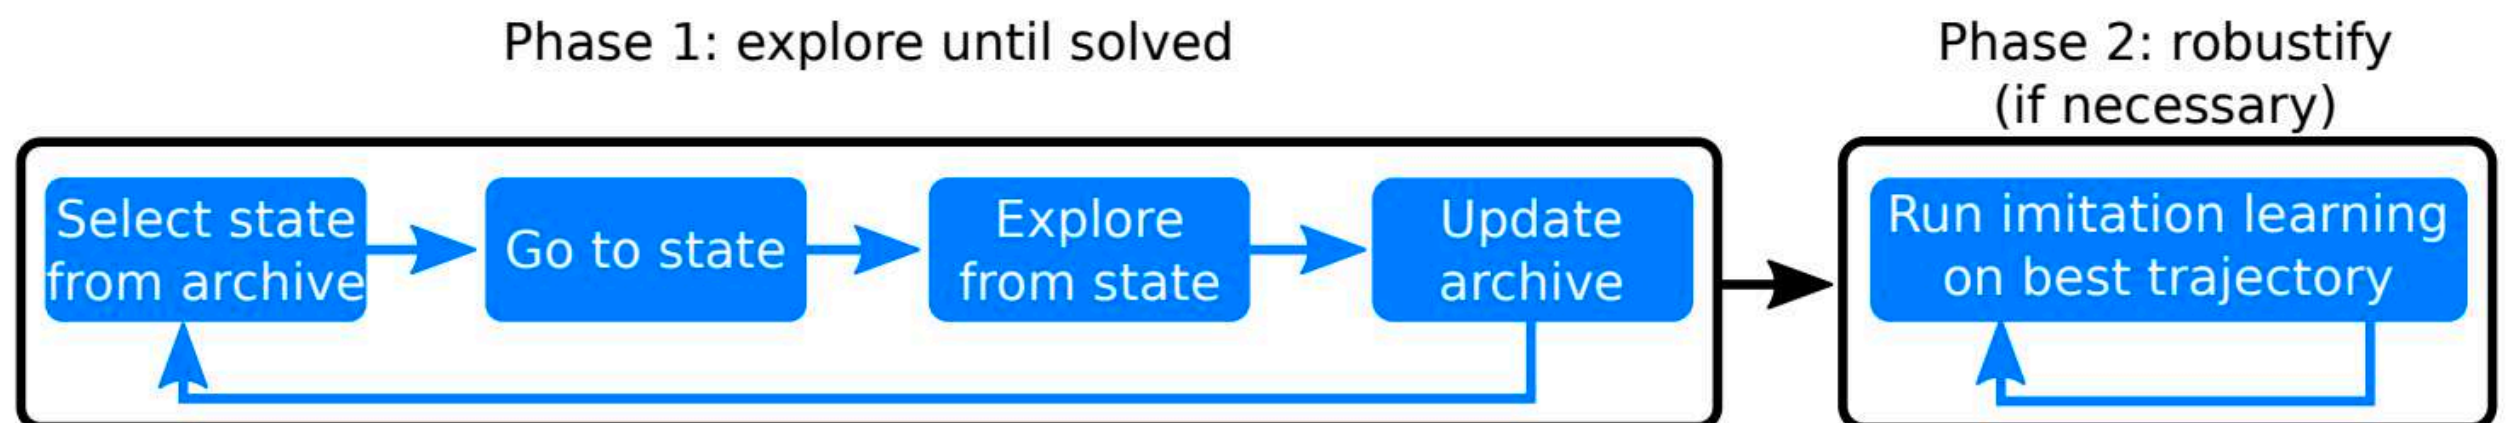 Phase 1: explore until solved
Phase 2: robustify
(if necessary)
Select state
from archive
Go to state
Explore
from state
Update
archive
Run imitation learning
on best trajectory